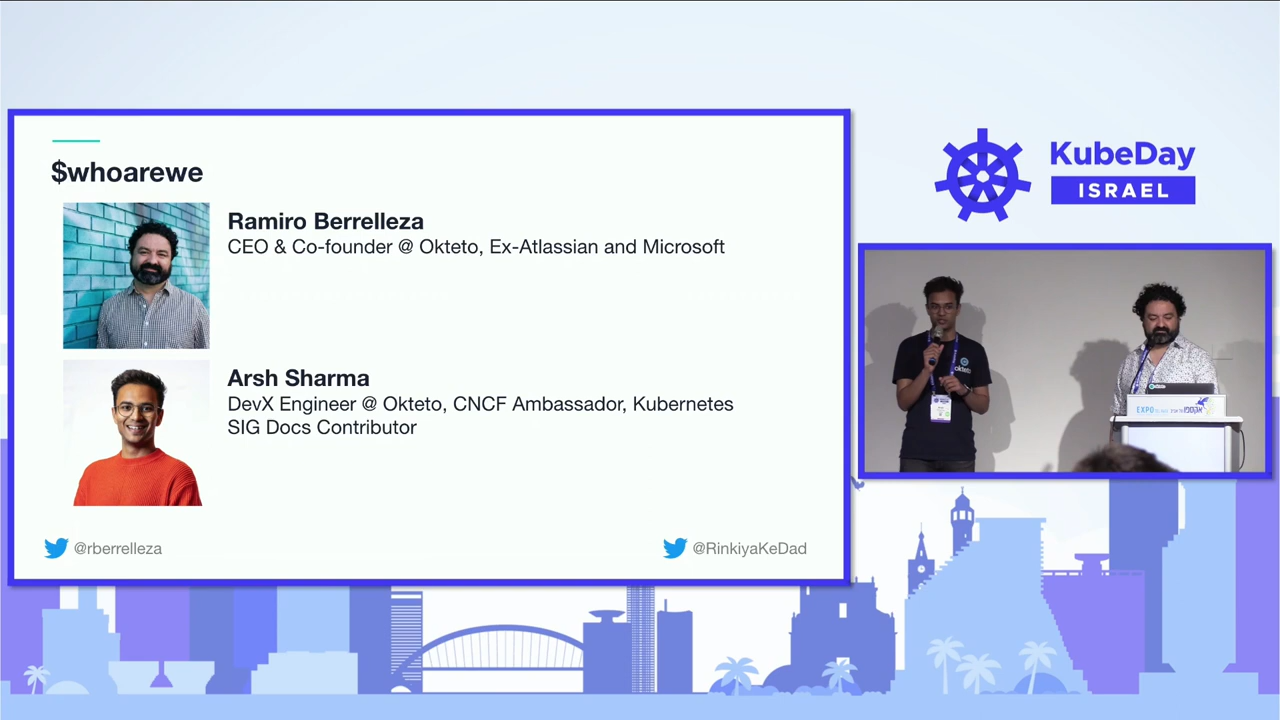 $whoarewe
Ramiro Berrelleza
CEO & Co-founder @ Okteto, Ex-Atlassian and Microsoft
Arsh Sharma
DevX Engineer @ Okteto, CNCF Ambassador, Kubernetes
SIG Docs Contributor
@rberrelleza
@RinkiyaKeDad
KubeDay
ISRAEL
okteto
EXPO
אקספו